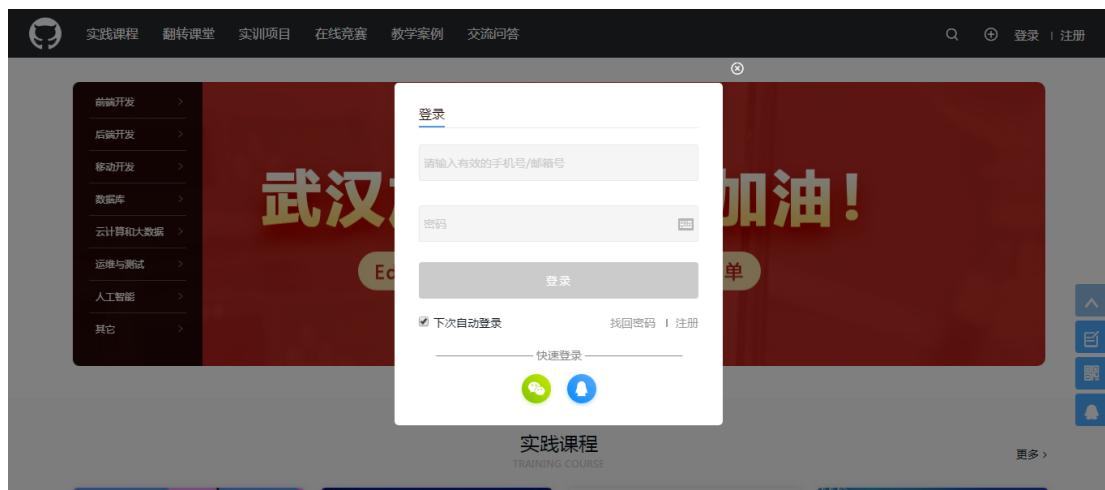 实践课程 翻转课堂 实训项目 在线竞赛 教学案例 交流问答 登录 | 注册
前端开发
后端开发
移动开发
数据库
云计算和大数据
运维与测试
人工智能
其它
武汉 加油！
Ed 单
登录
请输入有效的手机号/邮箱号
密码
登录
下次自动登录 找回密码 | 注册
快速登录
实践课程
TRAINING COURSE
更多 >